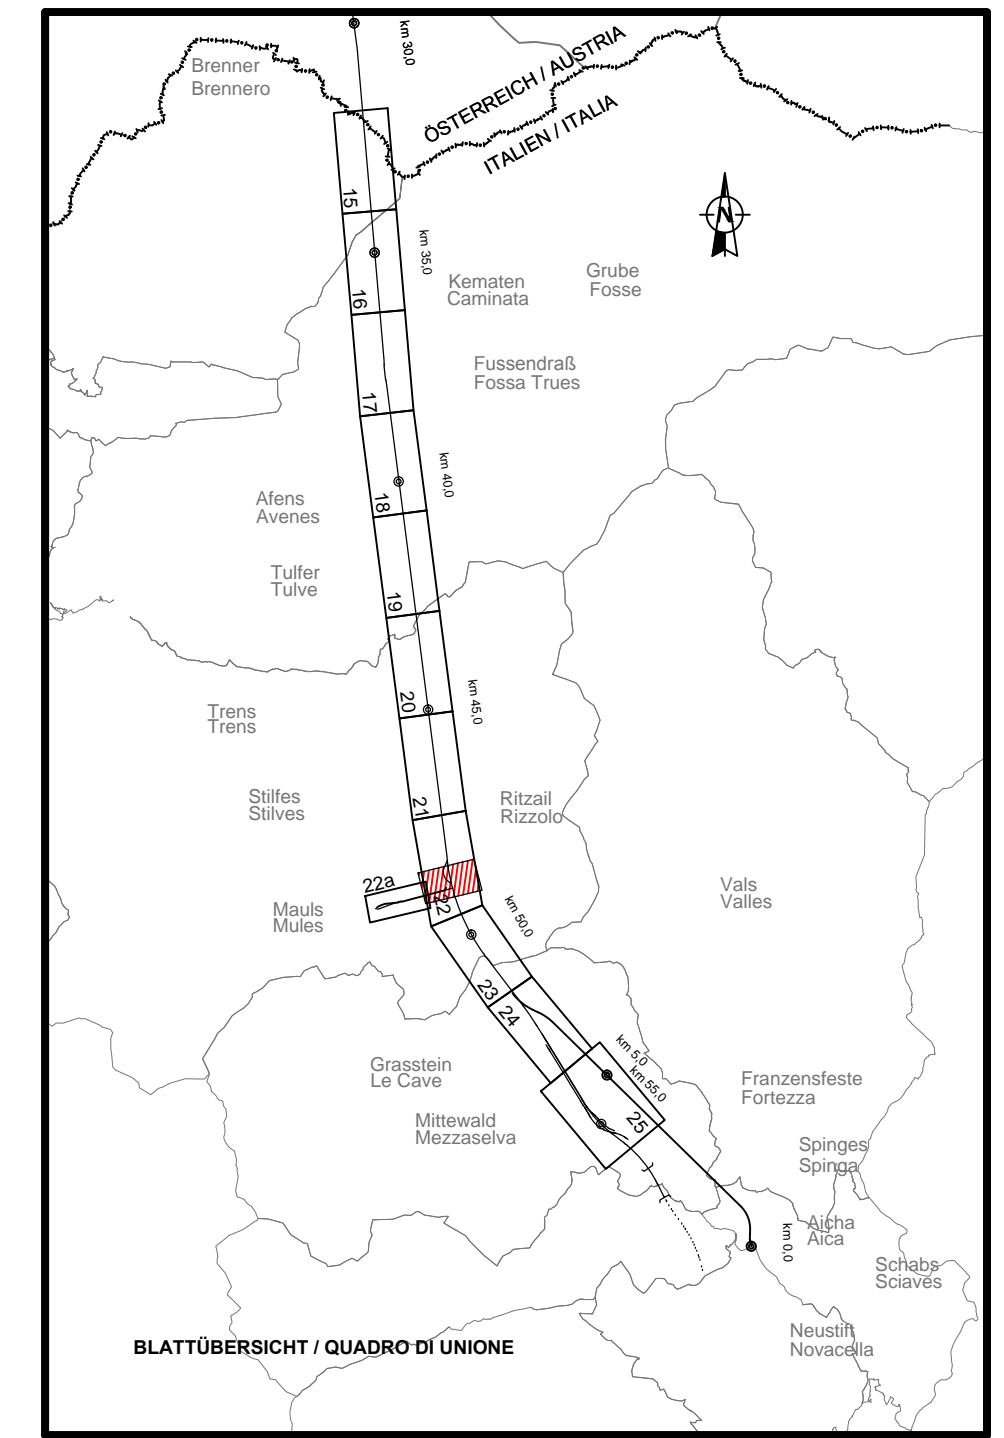 km 30,0
Brenner
Brennero
ÖSTERREICH / AUSTRIA
ITALIEN / ITALIA
N
15
km 35,0
Kematen
Caminata
Grube
Fosse
16
Fussendraß
Fossa Trues
17
km 40,0
18
Afens
Avenes
Tulfer
Tulve
19
km 45,0
20
Trens
Trens
Stilfes
Stilves
21
Ritzail
Rizzolo
22a
22
Mauls
Mules
km 50,0
Vals
Valles
23
24
Grasstein
Le Cave
km 5,0
km 55,0
Franzensfeste
Fortezza
Mittewald
Mezzaselva
25
Spinges
Spinga
Aicha
Aica
km 0,0
Schabs
Sciaves
Neustift
Novacella
BLATTÜBERSICHT / QUADRO DI UNIONE